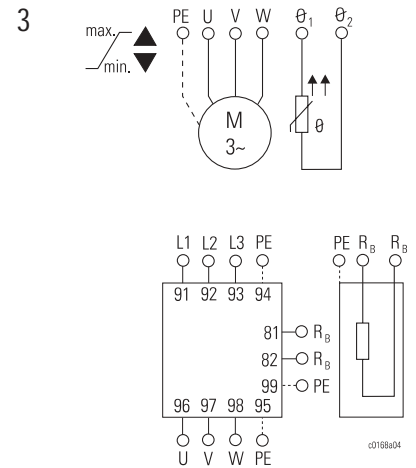 3
max.
min.
PE U V W ϑ1 ϑ2
M
3~
ϑ
L1 L2 L3 PE
91 92 93 94
81 RB
82 RB
99 PE
96 97 98 95
U V W PE
PE RB RB
c0168a04